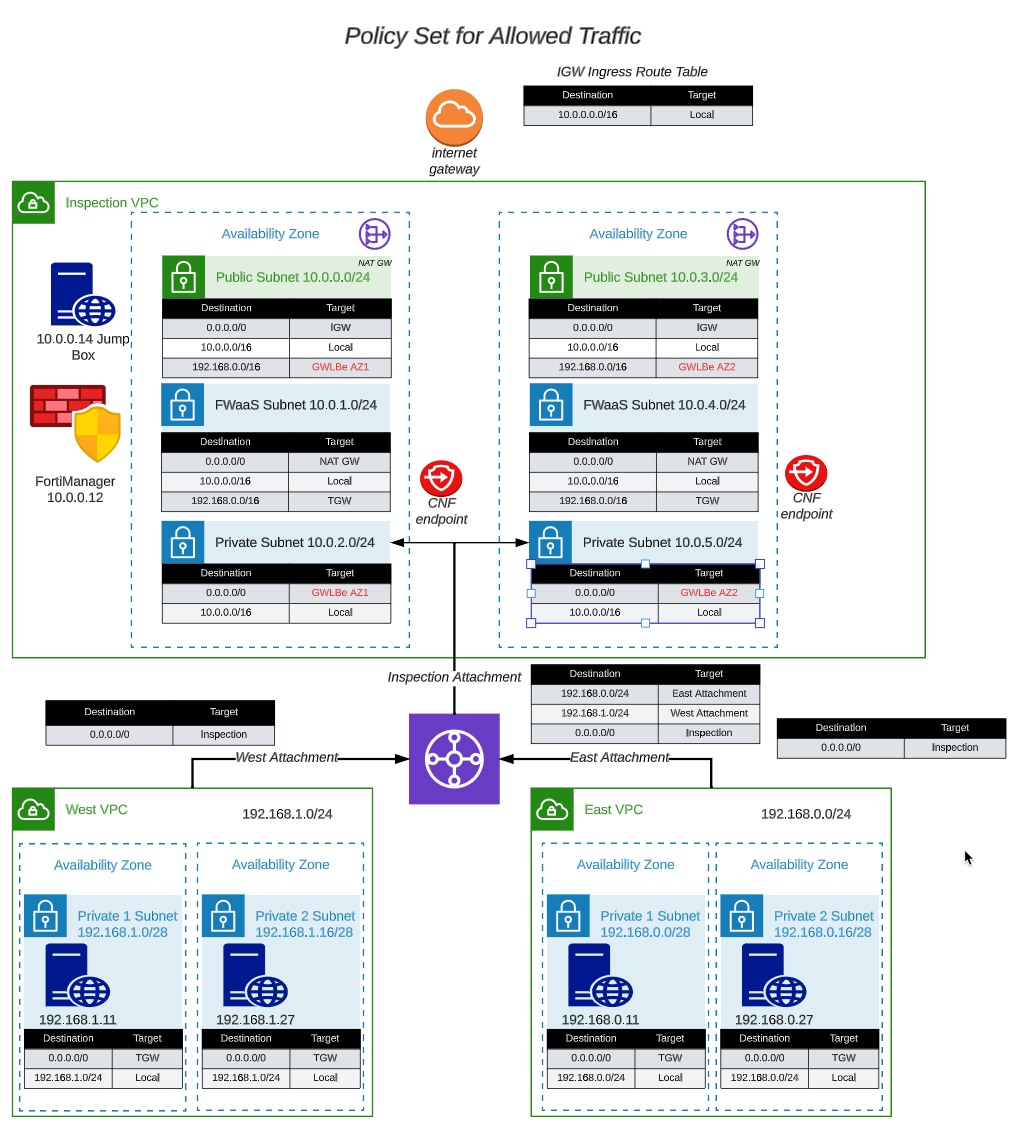 Policy Set for Allowed Traffic
IGW Ingress Route Table
Destination Target
10.0.0.0.0/16 Local
internet
gateway
Inspection VPC
Availability Zone
NAT GW
Public Subnet 10.0.0.0/24
Destination Target
0.0.0.0/0 IGW
10.0.0.0/16 Local
192.168.0.0/16 GWLBe AZ1
Availability Zone
NAT GW
Public Subnet 10.0.3.0/24
Destination Target
0.0.0.0/0 IGW
10.0.0.0/16 Local
192.168.0.0/16 GWLBe AZ2
10.0.0.14 Jump
Box
FortiManager
10.0.0.12
FWaaS Subnet 10.0.1.0/24
Destination Target
0.0.0.0/0 NAT GW
10.0.0.0/16 Local
192.168.0.0/16 TGW
CNF
endpoint
FWaaS Subnet 10.0.4.0/24
Destination Target
0.0.0.0/0 NAT GW
10.0.0.0/16 Local
192.168.0.0/16 TGW
CNF
endpoint
Private Subnet 10.0.2.0/24
Destination Target
0.0.0.0/0 GWLBe AZ1
10.0.0.0/16 Local
Private Subnet 10.0.5.0/24
Destination Target
0.0.0.0/0 GWLBe AZ2
10.0.0.0/16 Local
Inspection Attachment
Destination Target
192.168.0.0/24 East Attachment
192.168.1.0/24 West Attachment
0.0.0.0/0 Inspection
Destination Target
0.0.0.0/0 Inspection
Destination Target
0.0.0.0/0 Inspection
West Attachment
East Attachment
West VPC
192.168.1.0/24
Availability Zone
Private 1 Subnet
192.168.1.0/28
192.168.1.11
Destination Target
0.0.0.0/0 TGW
192.168.1.0/24 Local
Availability Zone
Private 2 Subnet
192.168.1.16/28
192.168.1.27
Destination Target
0.0.0.0/0 TGW
192.168.1.0/24 Local
East VPC
192.168.0.0/24
Availability Zone
Private 1 Subnet
192.168.0.0/28
192.168.0.11
Destination Target
0.0.0.0/0 TGW
192.168.0.0/24 Local
Availability Zone
Private 2 Subnet
192.168.0.16/28
192.168.0.27
Destination Target
0.0.0.0/0 TGW
192.168.0.0/24 Local